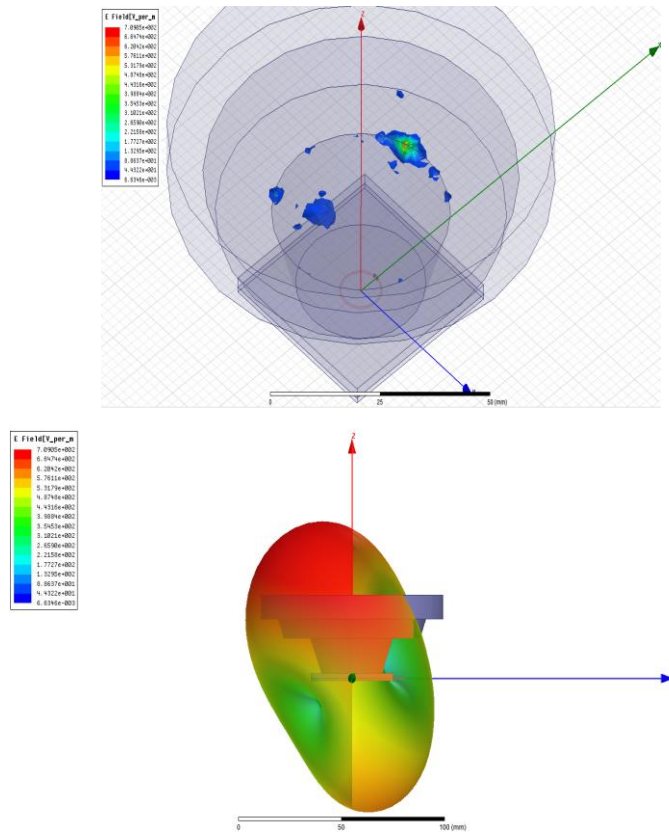 E Field[V_per_m
7.0905e+002
6.6474e+002
6.2042e+002
5.7611e+002
5.3179e+002
4.8748e+002
4.4316e+002
3.9884e+002
3.5453e+002
3.1021e+002
2.6590e+002
2.2158e+002
1.7727e+002
1.3295e+002
8.8637e+001
4.4322e+001
Z
0
25
50 (mm)
E Field[V_per_m
7.0905e+002
6.6474e+002
6.2042e+002
5.7611e+002
5.3179e+002
4.8748e+002
4.4316e+002
3.9884e+002
3.5453e+002
3.1021e+002
2.6590e+002
2.2158e+002
1.7727e+002
1.3295e+002
8.8637e+001
4.4322e+001
Z
0
50
100 (mm)